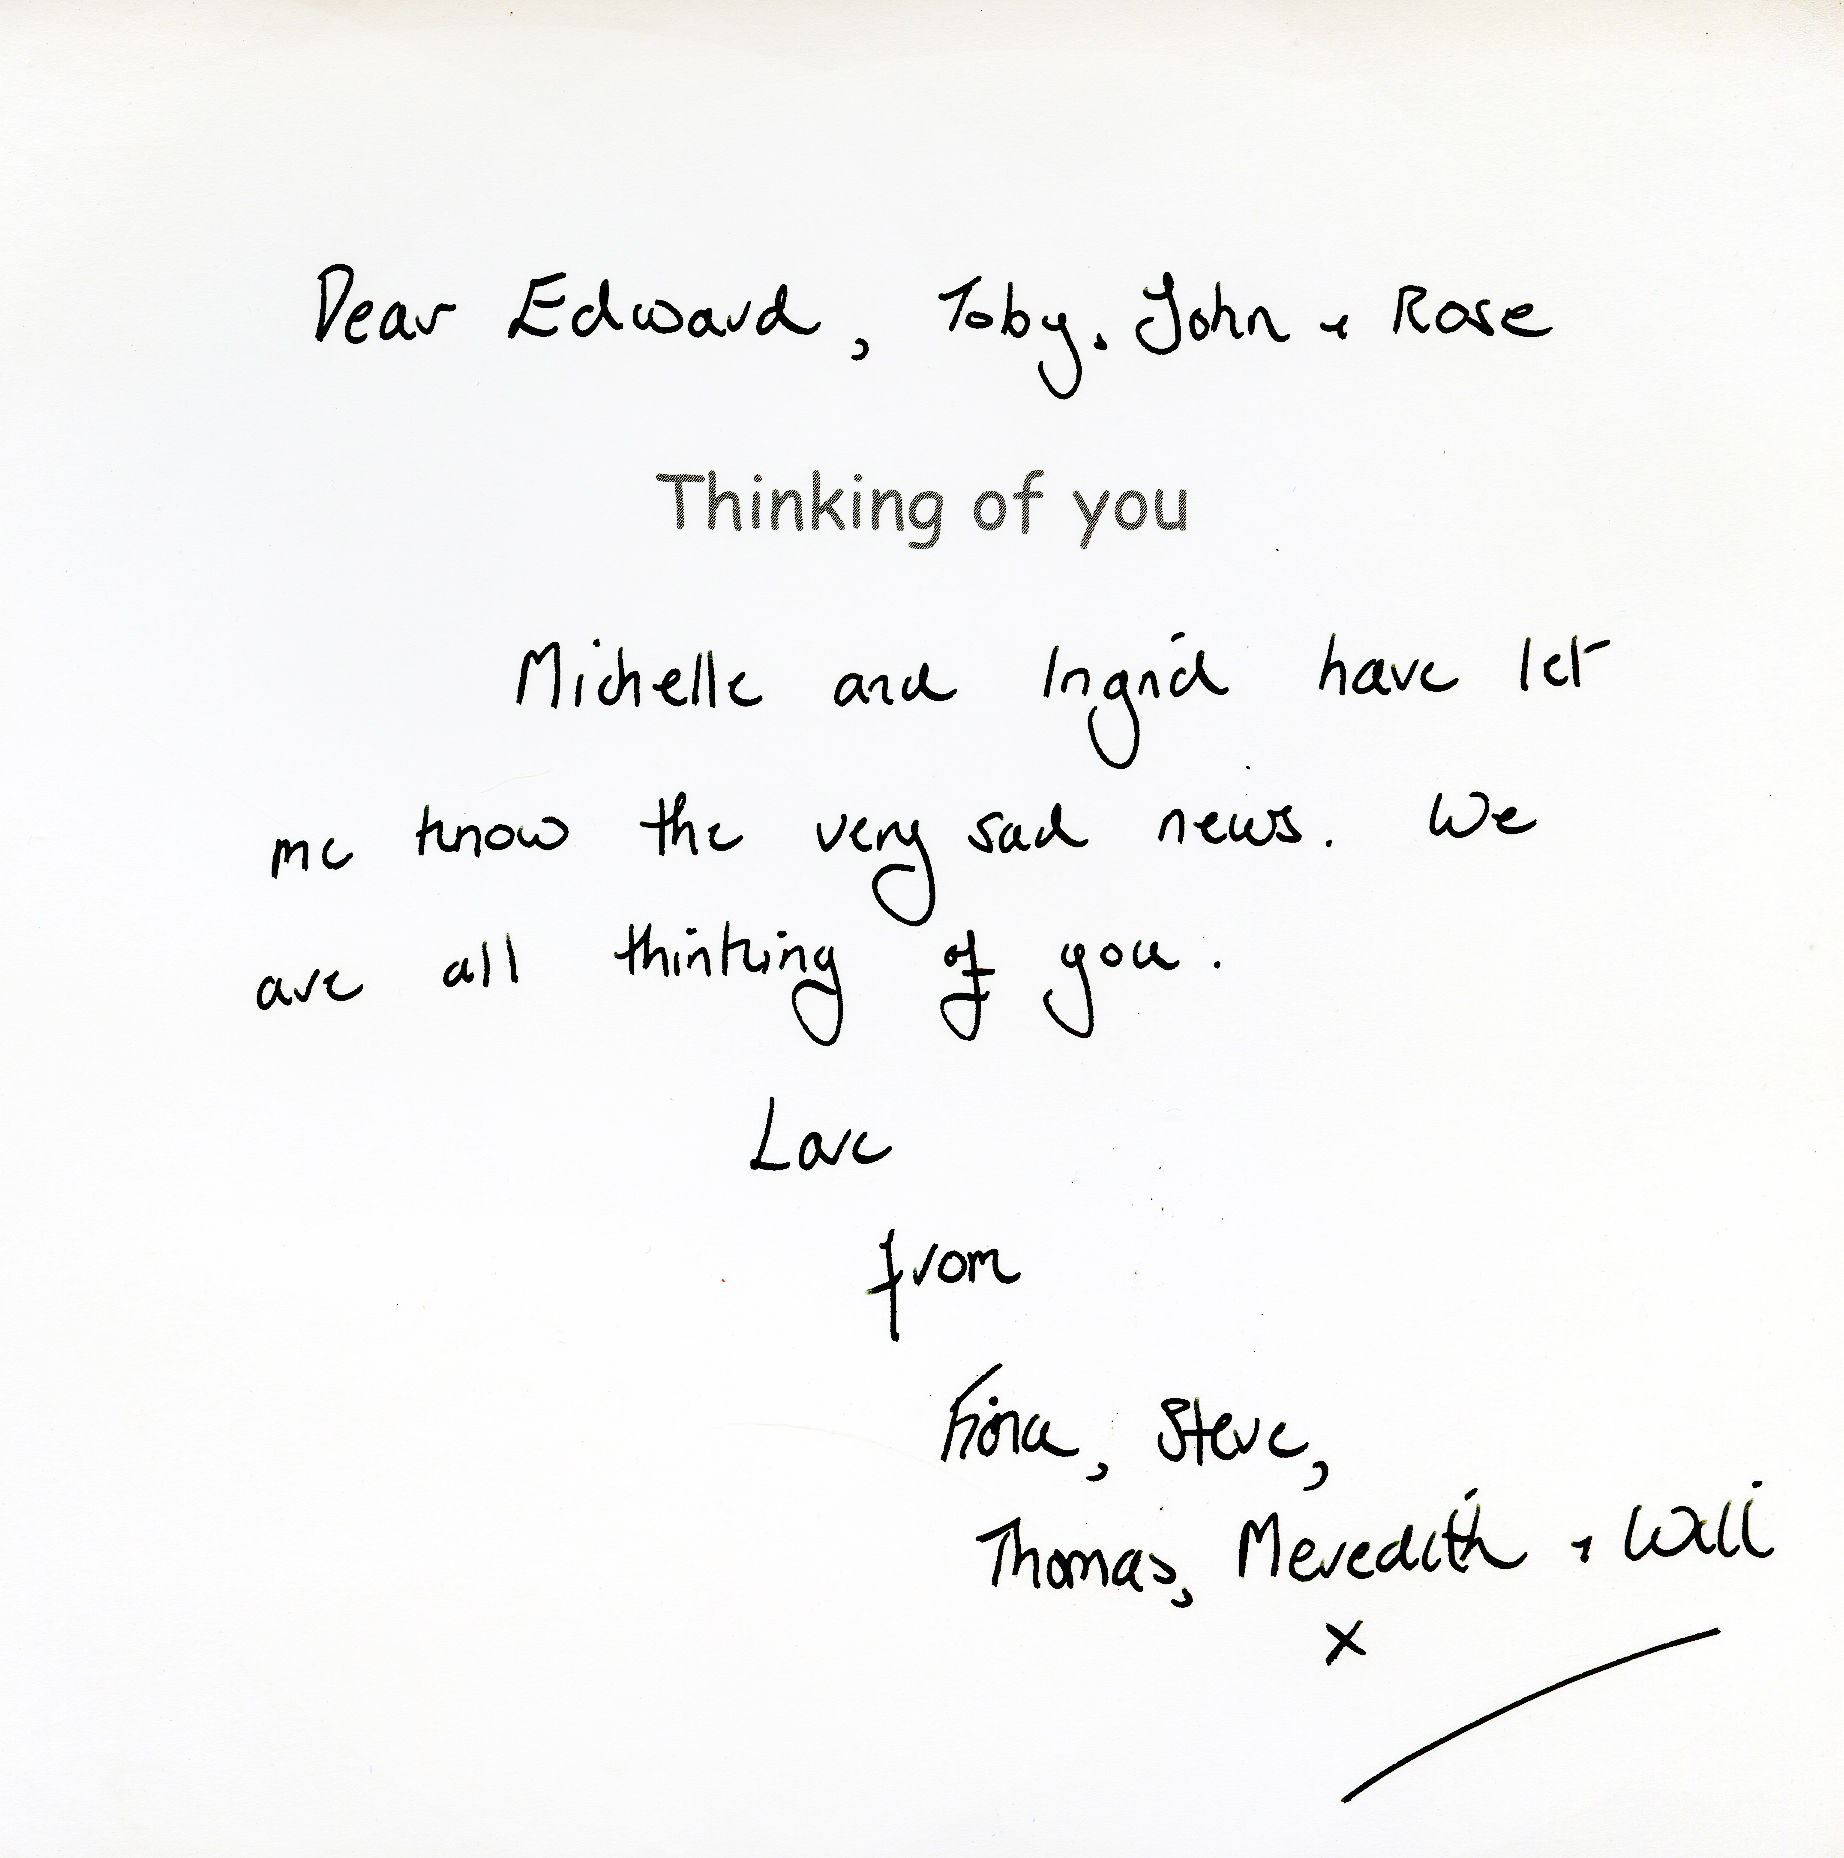 Dear Edward, Toby, John + Rose
Thinking of you
Michelle and Ingrid have let
me know the very sad news. We
are all thinking of you.
Love
from
Fiona, Steve,
Thomas, Meredith + Will
x